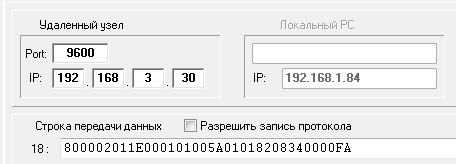 Удаленный узел
Локальный PC
Port: 9600
IP: 192 . 168 . 3 . 30
IP: 192.168.1.84
Строка передачи данных
Разрешить запись протокола
18 : 800002011E000101005A01018208340000FA